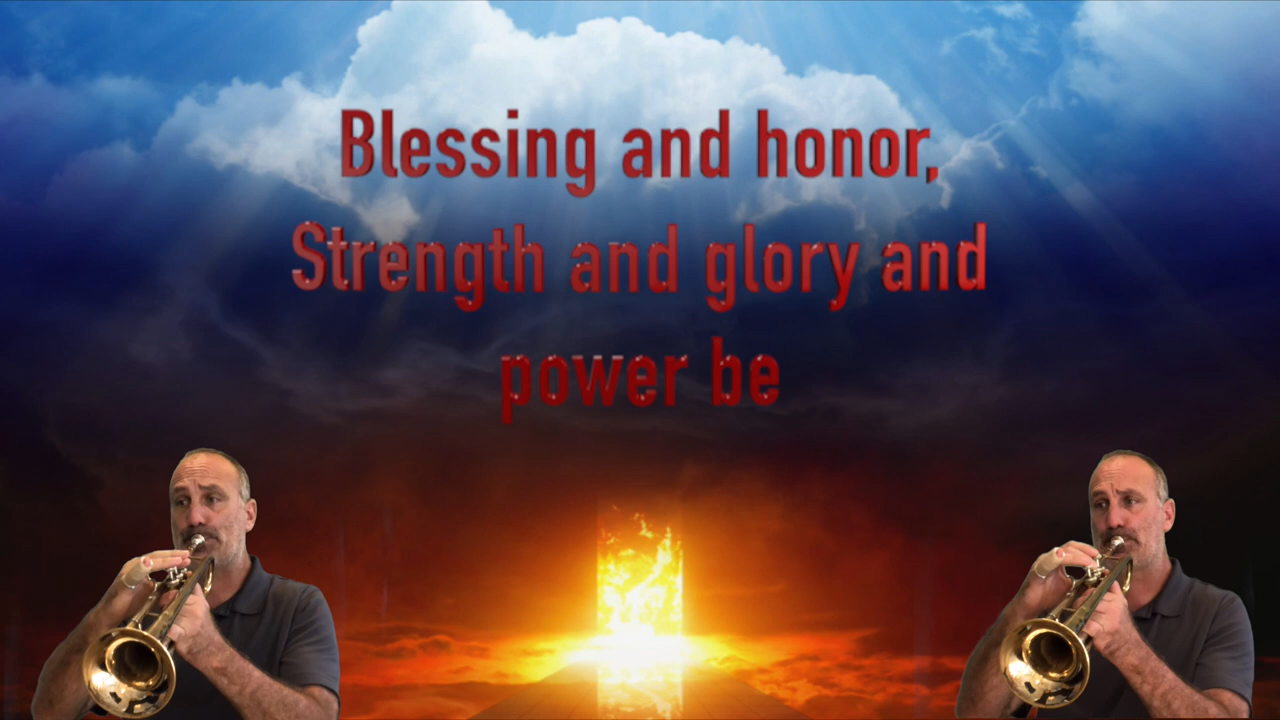 Blessing and honor,
Strength and glory and
power be